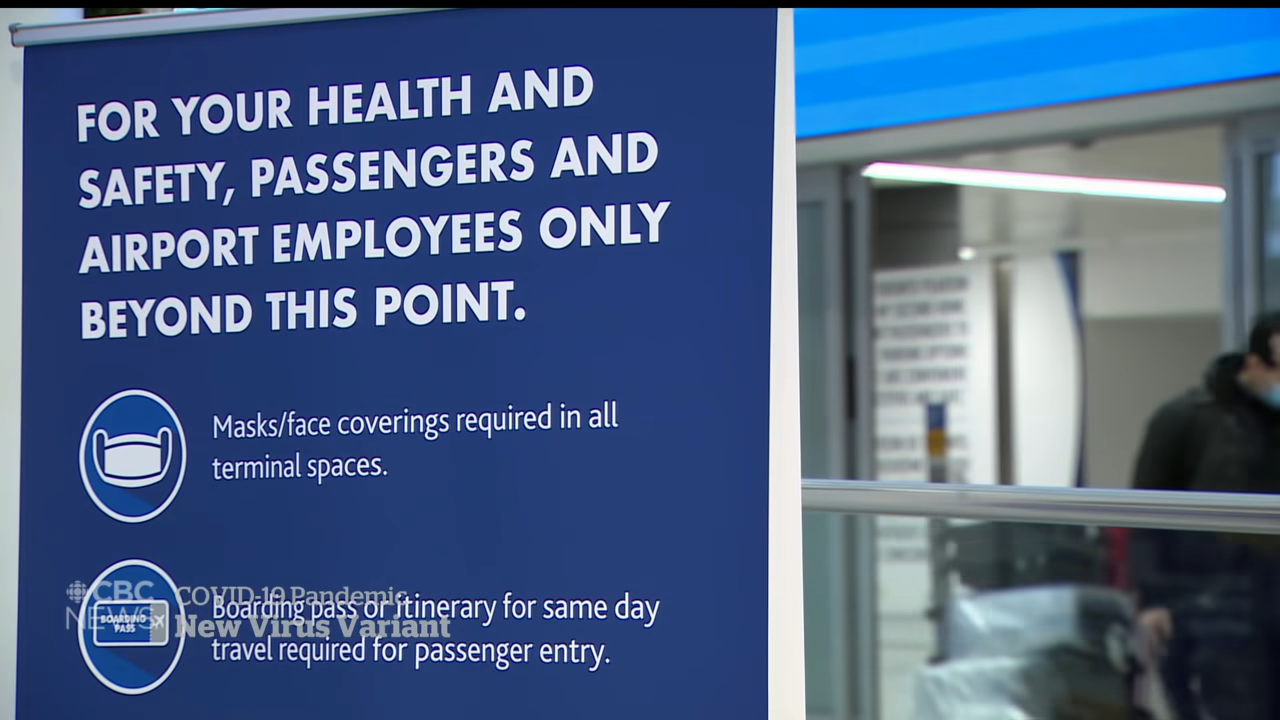 FOR YOUR HEALTH AND
SAFETY, PASSENGERS AND
AIRPORT EMPLOYEES ONLY
BEYOND THIS POINT.
Masks/face coverings required in all
terminal spaces.
BOARDING
PASS
Boarding pass or itinerary for same day
travel required for passenger entry.
CBC
NEWS
COVID-19 Pandemic
New Virus Variant